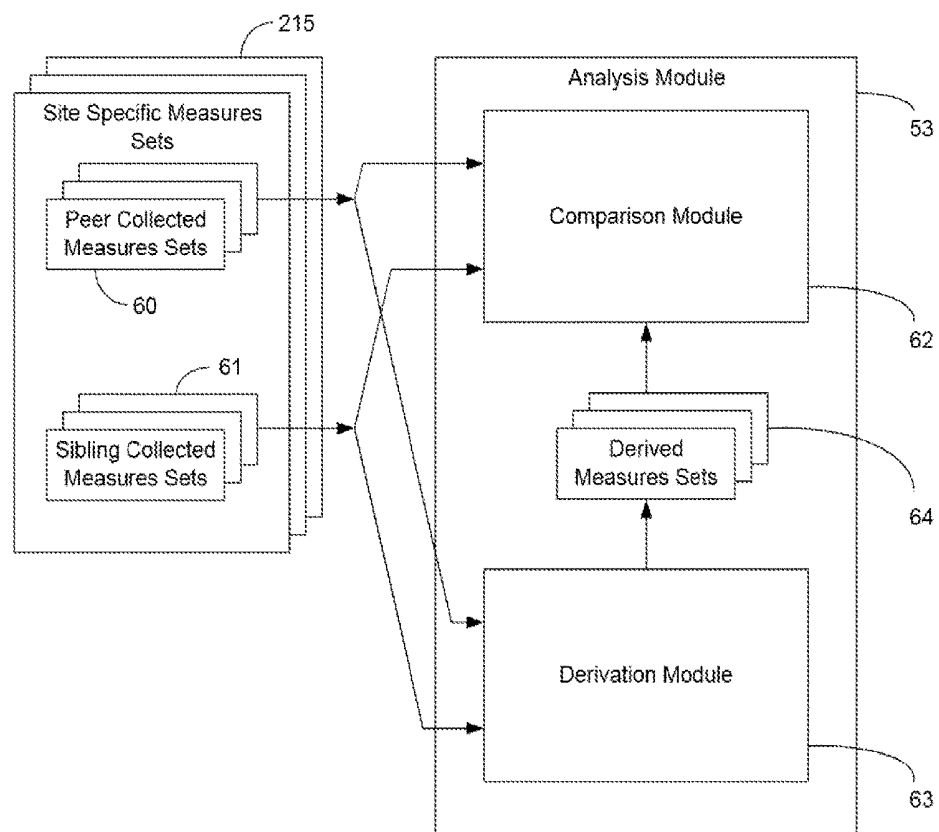 215
Site Specific Measures
Sets
Peer Collected
Measures Sets
60
61
Sibling Collected
Measures Sets
Analysis Module
53
Comparison Module
62
Derived
Measures Sets
64
Derivation Module
63